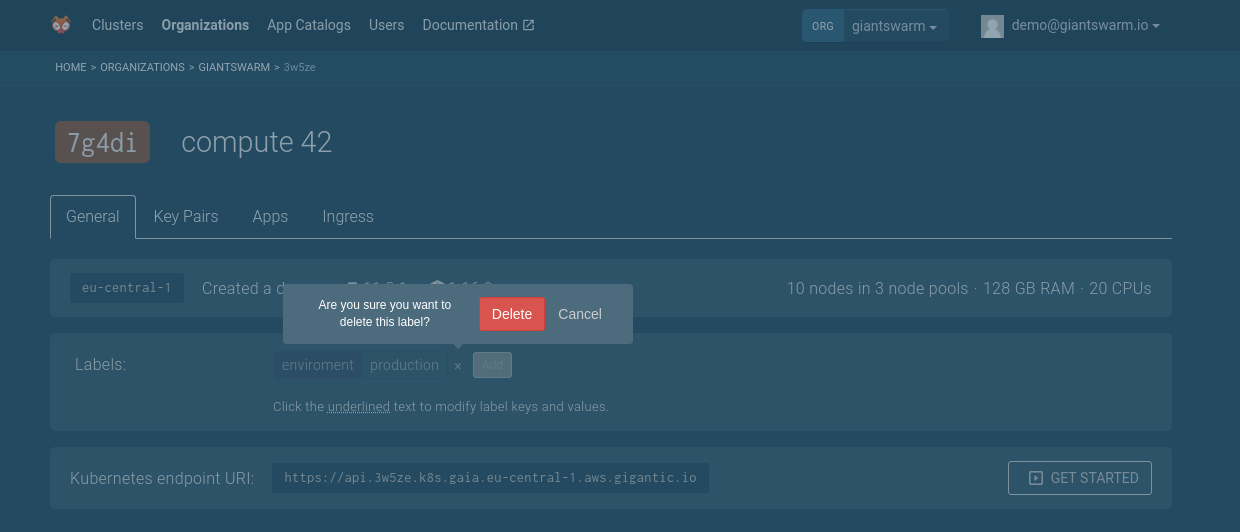 Clusters Organizations App Catalogs Users Documentation ORG giantswarm demo@giantswarm.io
HOME > ORGANIZATIONS > GIANTSWARM > 3w5ze
7g4di compute 42
General Key Pairs Apps Ingress
eu-central-1 Created a d 10 nodes in 3 node pools · 128 GB RAM · 20 CPUs
Are you sure you want to
delete this label?
Delete Cancel
Labels: enviroment production × Add
Click the underlined text to modify label keys and values.
Kubernetes endpoint URI: https://api.3w5ze.k8s.gaia.eu-central-1.aws.gigantic.io GET STARTED